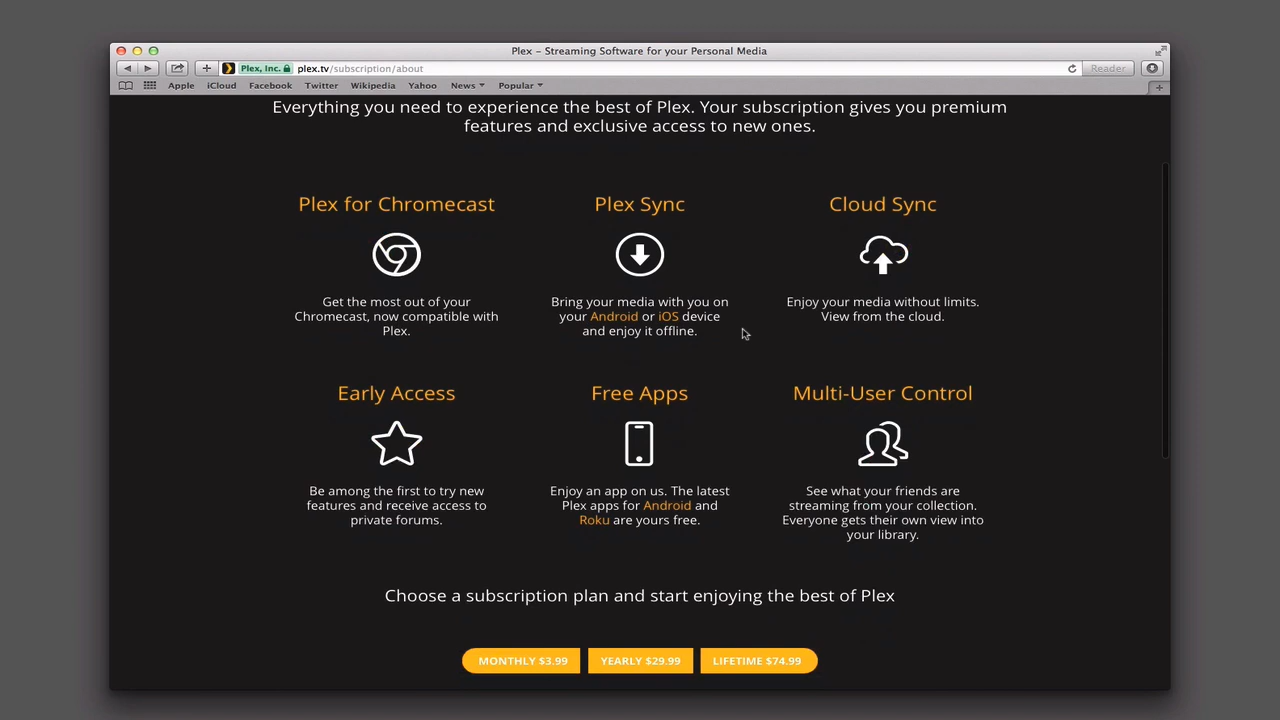 Plex – Streaming Software for your Personal Media
Plex, Inc. plex.tv/subscription/about Reader
Apple iCloud Facebook Twitter Wikipedia Yahoo News Popular
Everything you need to experience the best of Plex. Your subscription gives you premium
features and exclusive access to new ones.
Plex for Chromecast
Get the most out of your
Chromecast, now compatible with
Plex.
Plex Sync
Bring your media with you on
your Android or iOS device
and enjoy it offline.
Cloud Sync
Enjoy your media without limits.
View from the cloud.
Early Access
Be among the first to try new
features and receive access to
private forums.
Free Apps
Enjoy an app on us. The latest
Plex apps for Android and
Roku are yours free.
Multi-User Control
See what your friends are
streaming from your collection.
Everyone gets their own view into
your library.
Choose a subscription plan and start enjoying the best of Plex
MONTHLY $3.99 YEARLY $29.99 LIFETIME $74.99